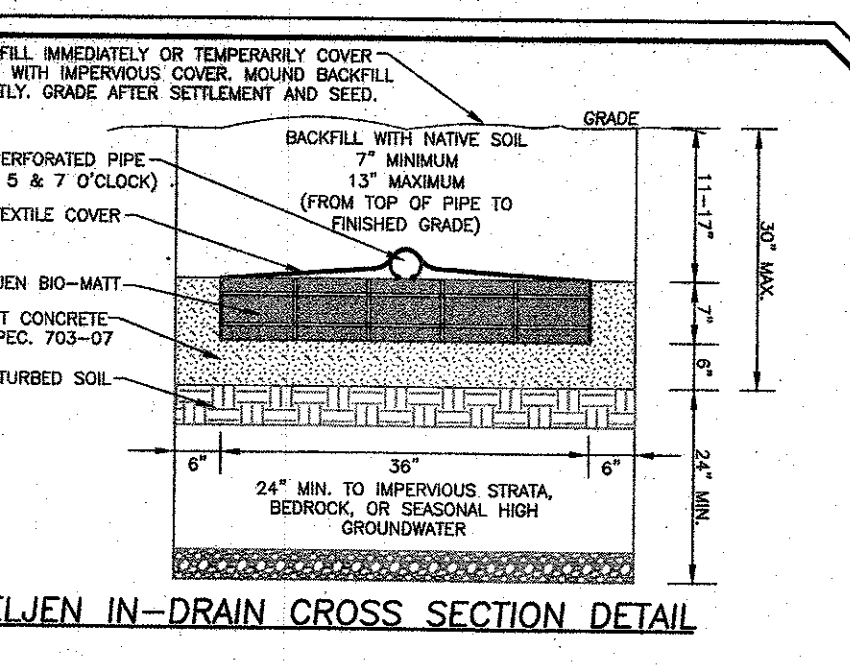 FILL IMMEDIATELY OR TEMPERARILY COVER
WITH IMPERVIOUS COVER. MOUND BACKFILL
TLY. GRADE AFTER SETTLEMENT AND SEED.
GRADE
BACKFILL WITH NATIVE SOIL
7" MINIMUM
13" MAXIMUM
(FROM TOP OF PIPE TO
FINISHED GRADE)
PERFORATED PIPE
5 & 7 O'CLOCK)
EXTILE COVER
JEN BIO-MATT
T CONCRETE
PEC. 703-07
TURBED SOIL
11-17"
30" MAX.
7"
6"
24" MIN.
6"
36"
6"
24" MIN. TO IMPERVIOUS STRATA,
BEDROCK, OR SEASONAL HIGH
GROUNDWATER
ELJEN IN-DRAIN CROSS SECTION DETAIL